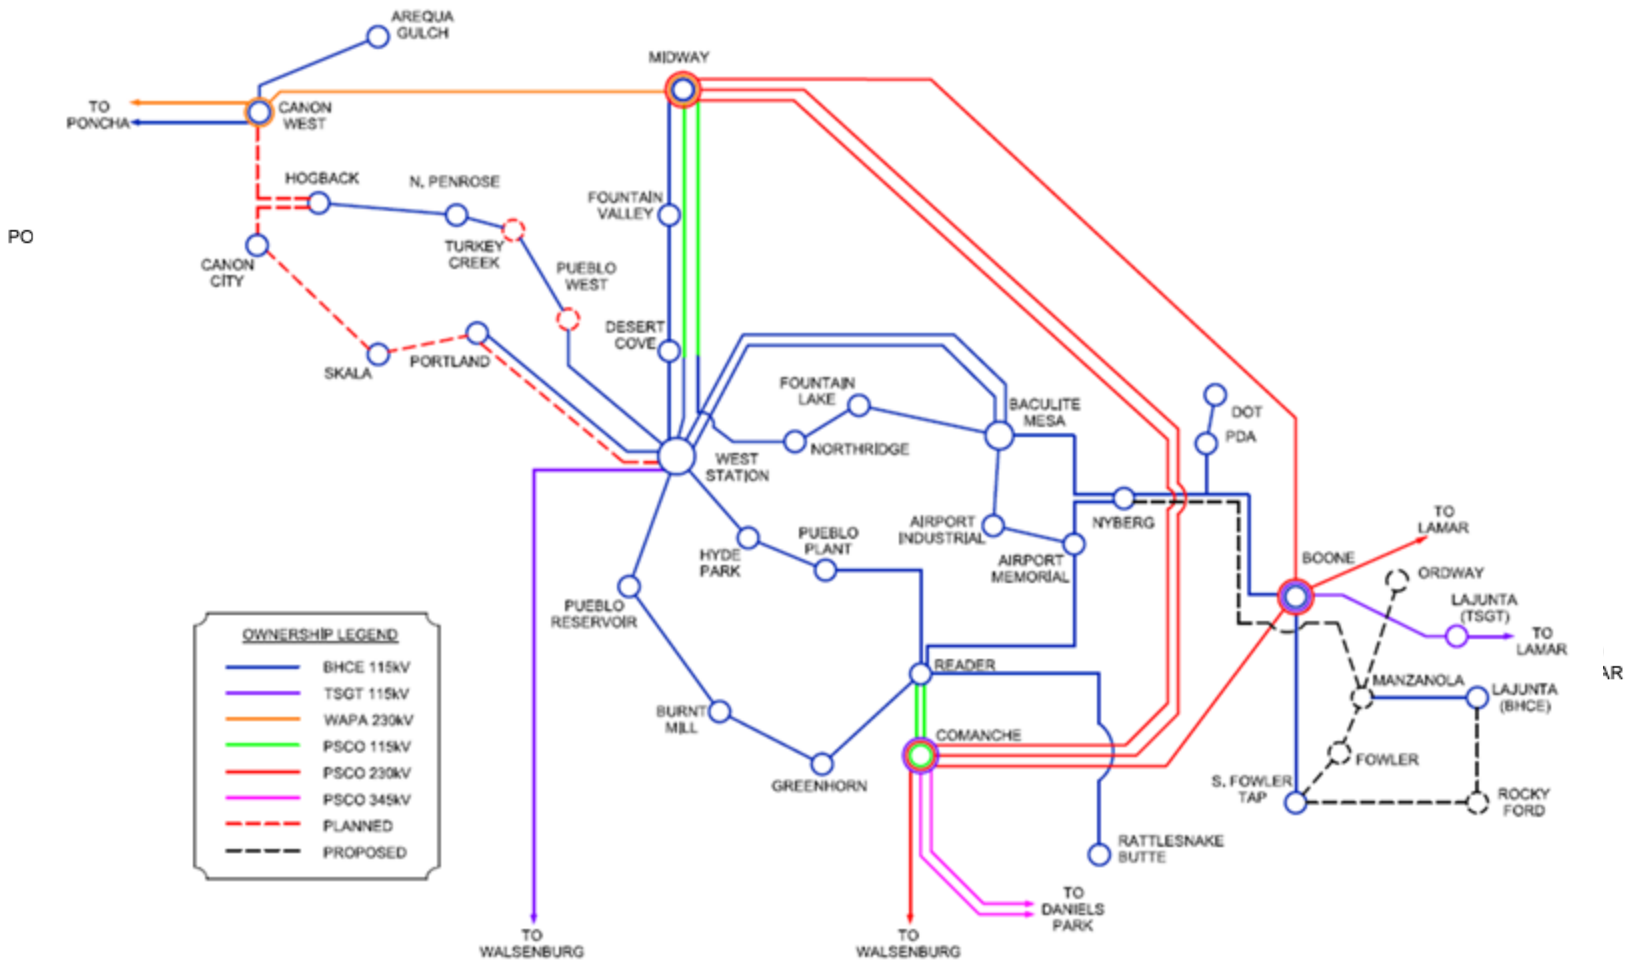 AREQUA
GULCH
MIDWAY
TO
PONCHA
CANON
WEST
HOGBACK
N. PENROSE
FOUNTAIN
VALLEY
PO
TURKEY
CREEK
CANON
CITY
PUEBLO
WEST
DESERT
COVE
SKALA
PORTLAND
FOUNTAIN
LAKE
BACULITE
MESA
DOT
PDA
NORTHRIDGE
WEST
STATION
NYBERG
AIRPORT
INDUSTRIAL
TO
LAMAR
PUEBLO
PLANT
HYDE
PARK
AIRPORT
MEMORIAL
BOONE
ORDWAY
PUEBLO
RESERVOIR
LAJUNTA
(TSGT)
TO
LAMAR
OWNERSHIP LEGEND
BHCE 115kV
TSGT 115kV
WAPA 230kV
PSCO 115kV
PSCO 230kV
PSCO 345kV
PLANNED
PROPOSED
READER
MANZANOLA
LAJUNTA
(BHCE)
AR
BURNT
MILL
COMANCHE
GREENHORN
FOWLER
S. FOWLER
TAP
ROCKY
FORD
RATTLESNAKE
BUTTE
TO
DANIELS
PARK
TO
WALSENBURG
TO
WALSENBURG